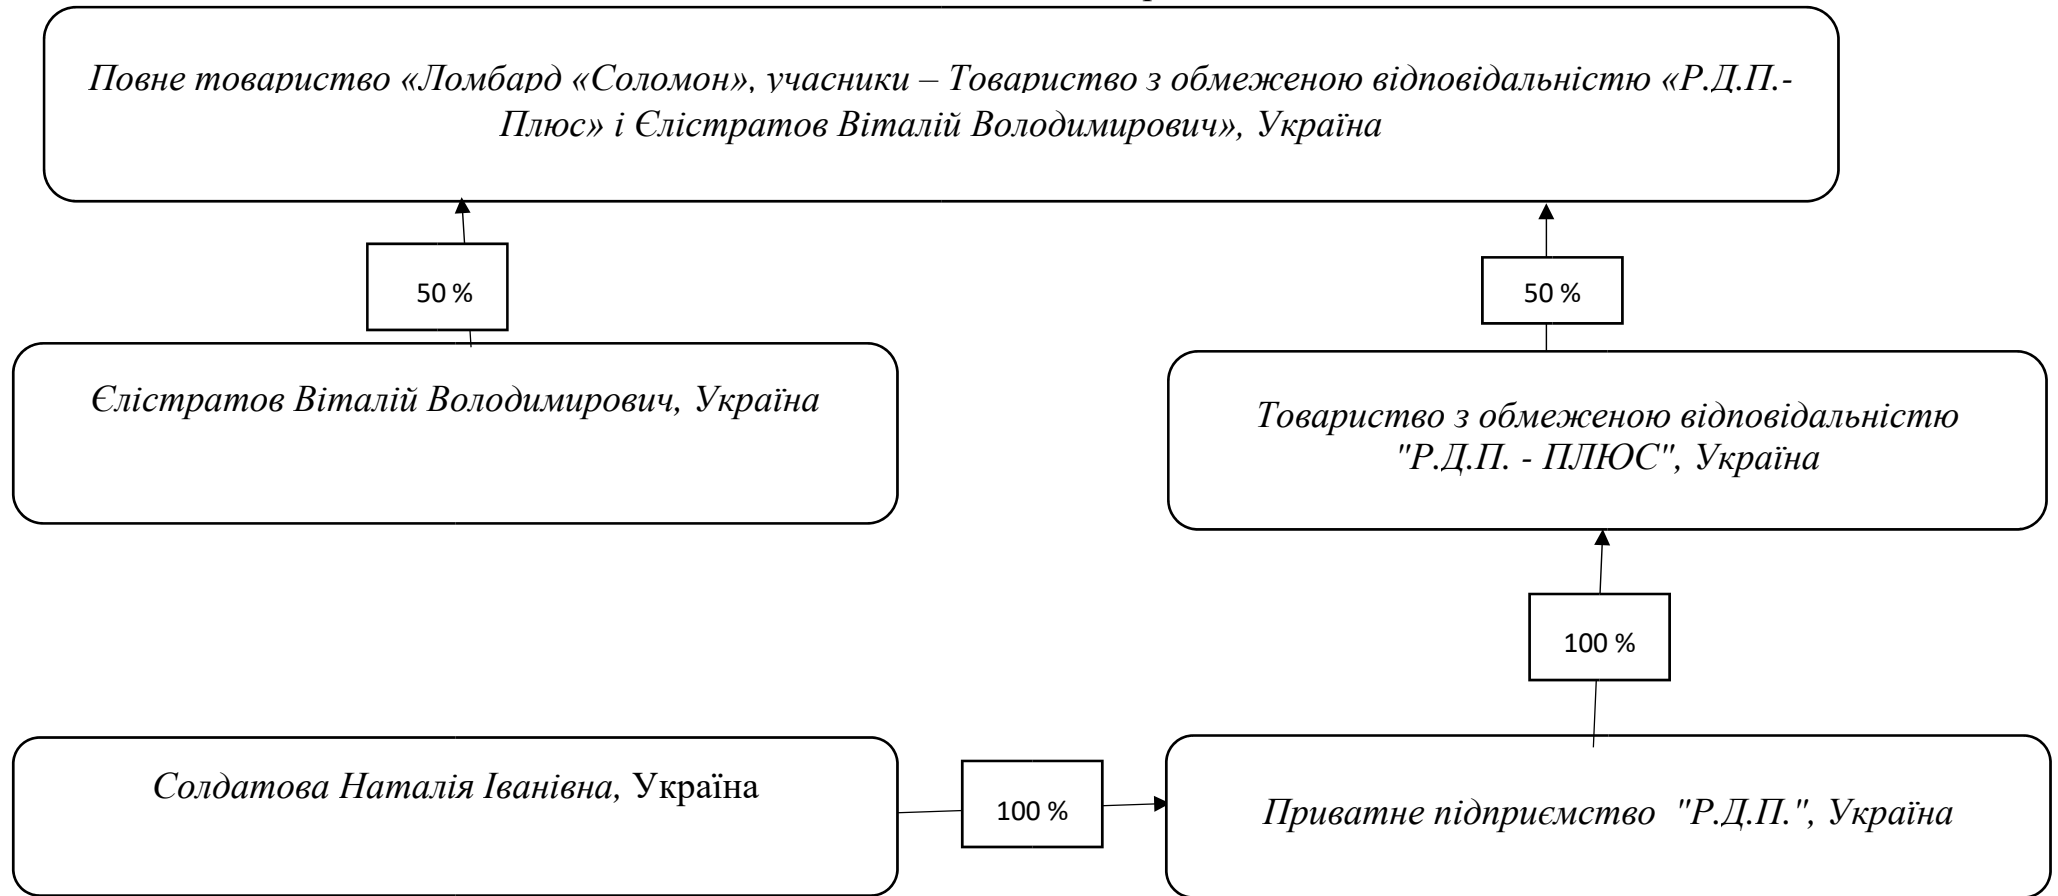 Повне товариство «Ломбард «Соломон», учасники – Товариство з обмеженою відповідальністю «Р.Д.П.-
Плюс» і Єлістратов Віталій Володимирович», Україна
50 %
50 %
Єлістратов Віталій Володимирович, Україна
Товариство з обмеженою відповідальністю
"Р.Д.П. - ПЛЮС", Україна
100 %
Солдатова Наталія Іванівна, Україна
100 %
Приватне підприємство "Р.Д.П.", Україна